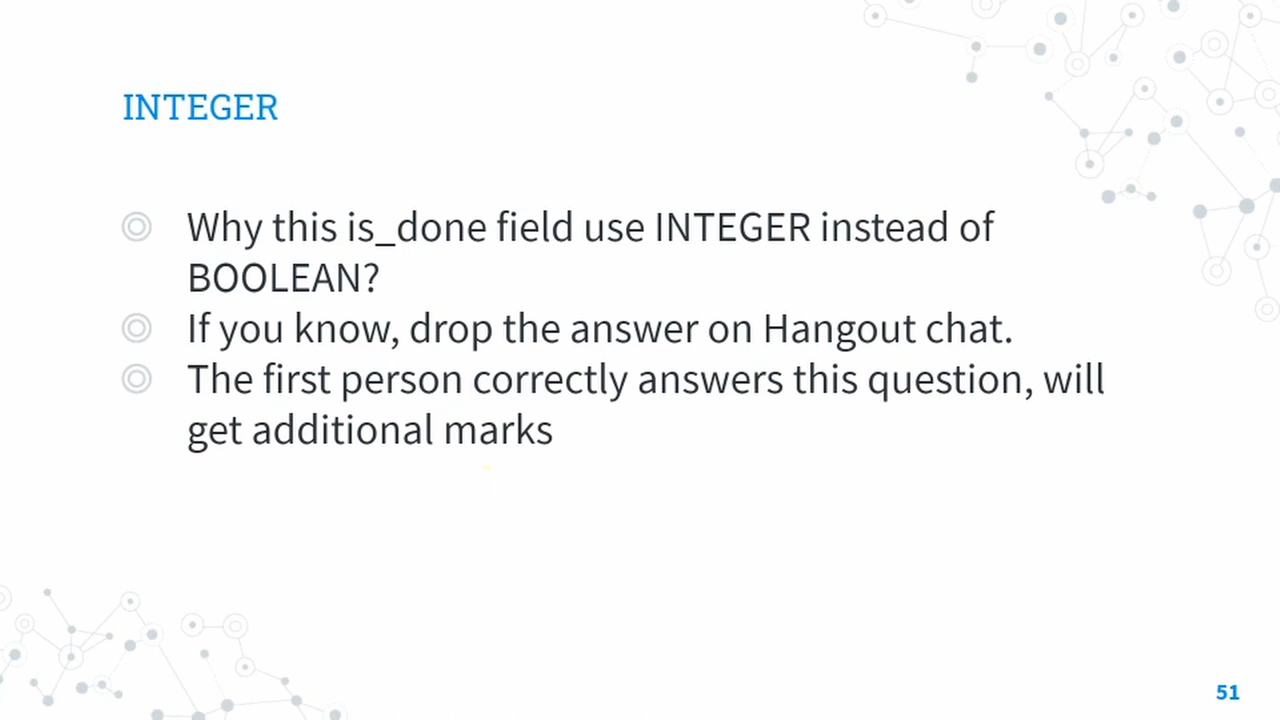 INTEGER
Why this is_done field use INTEGER instead of
BOOLEAN?
If you know, drop the answer on Hangout chat.
The first person correctly answers this question, will
get additional marks
51